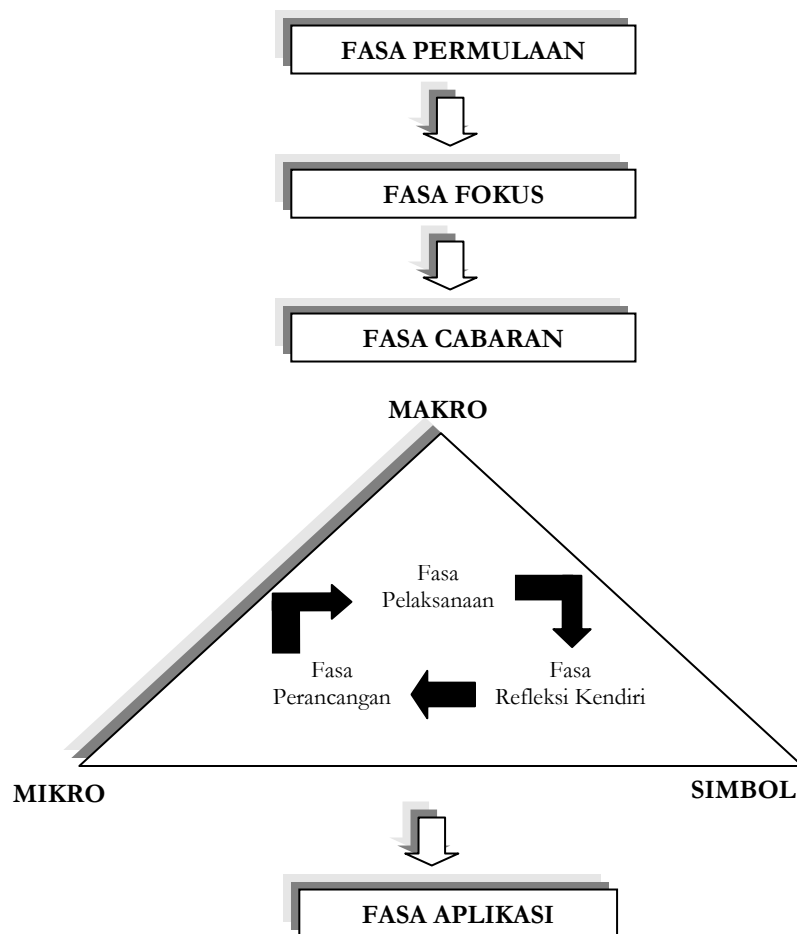 FASA PERMULAAN
FASA FOKUS
FASA CABARAN
MAKRO
Fasa
Pelaksanaan
Fasa
Perancangan
Fasa
Refleksi Kendiri
MIKRO
SIMBOL
FASA APLIKASI